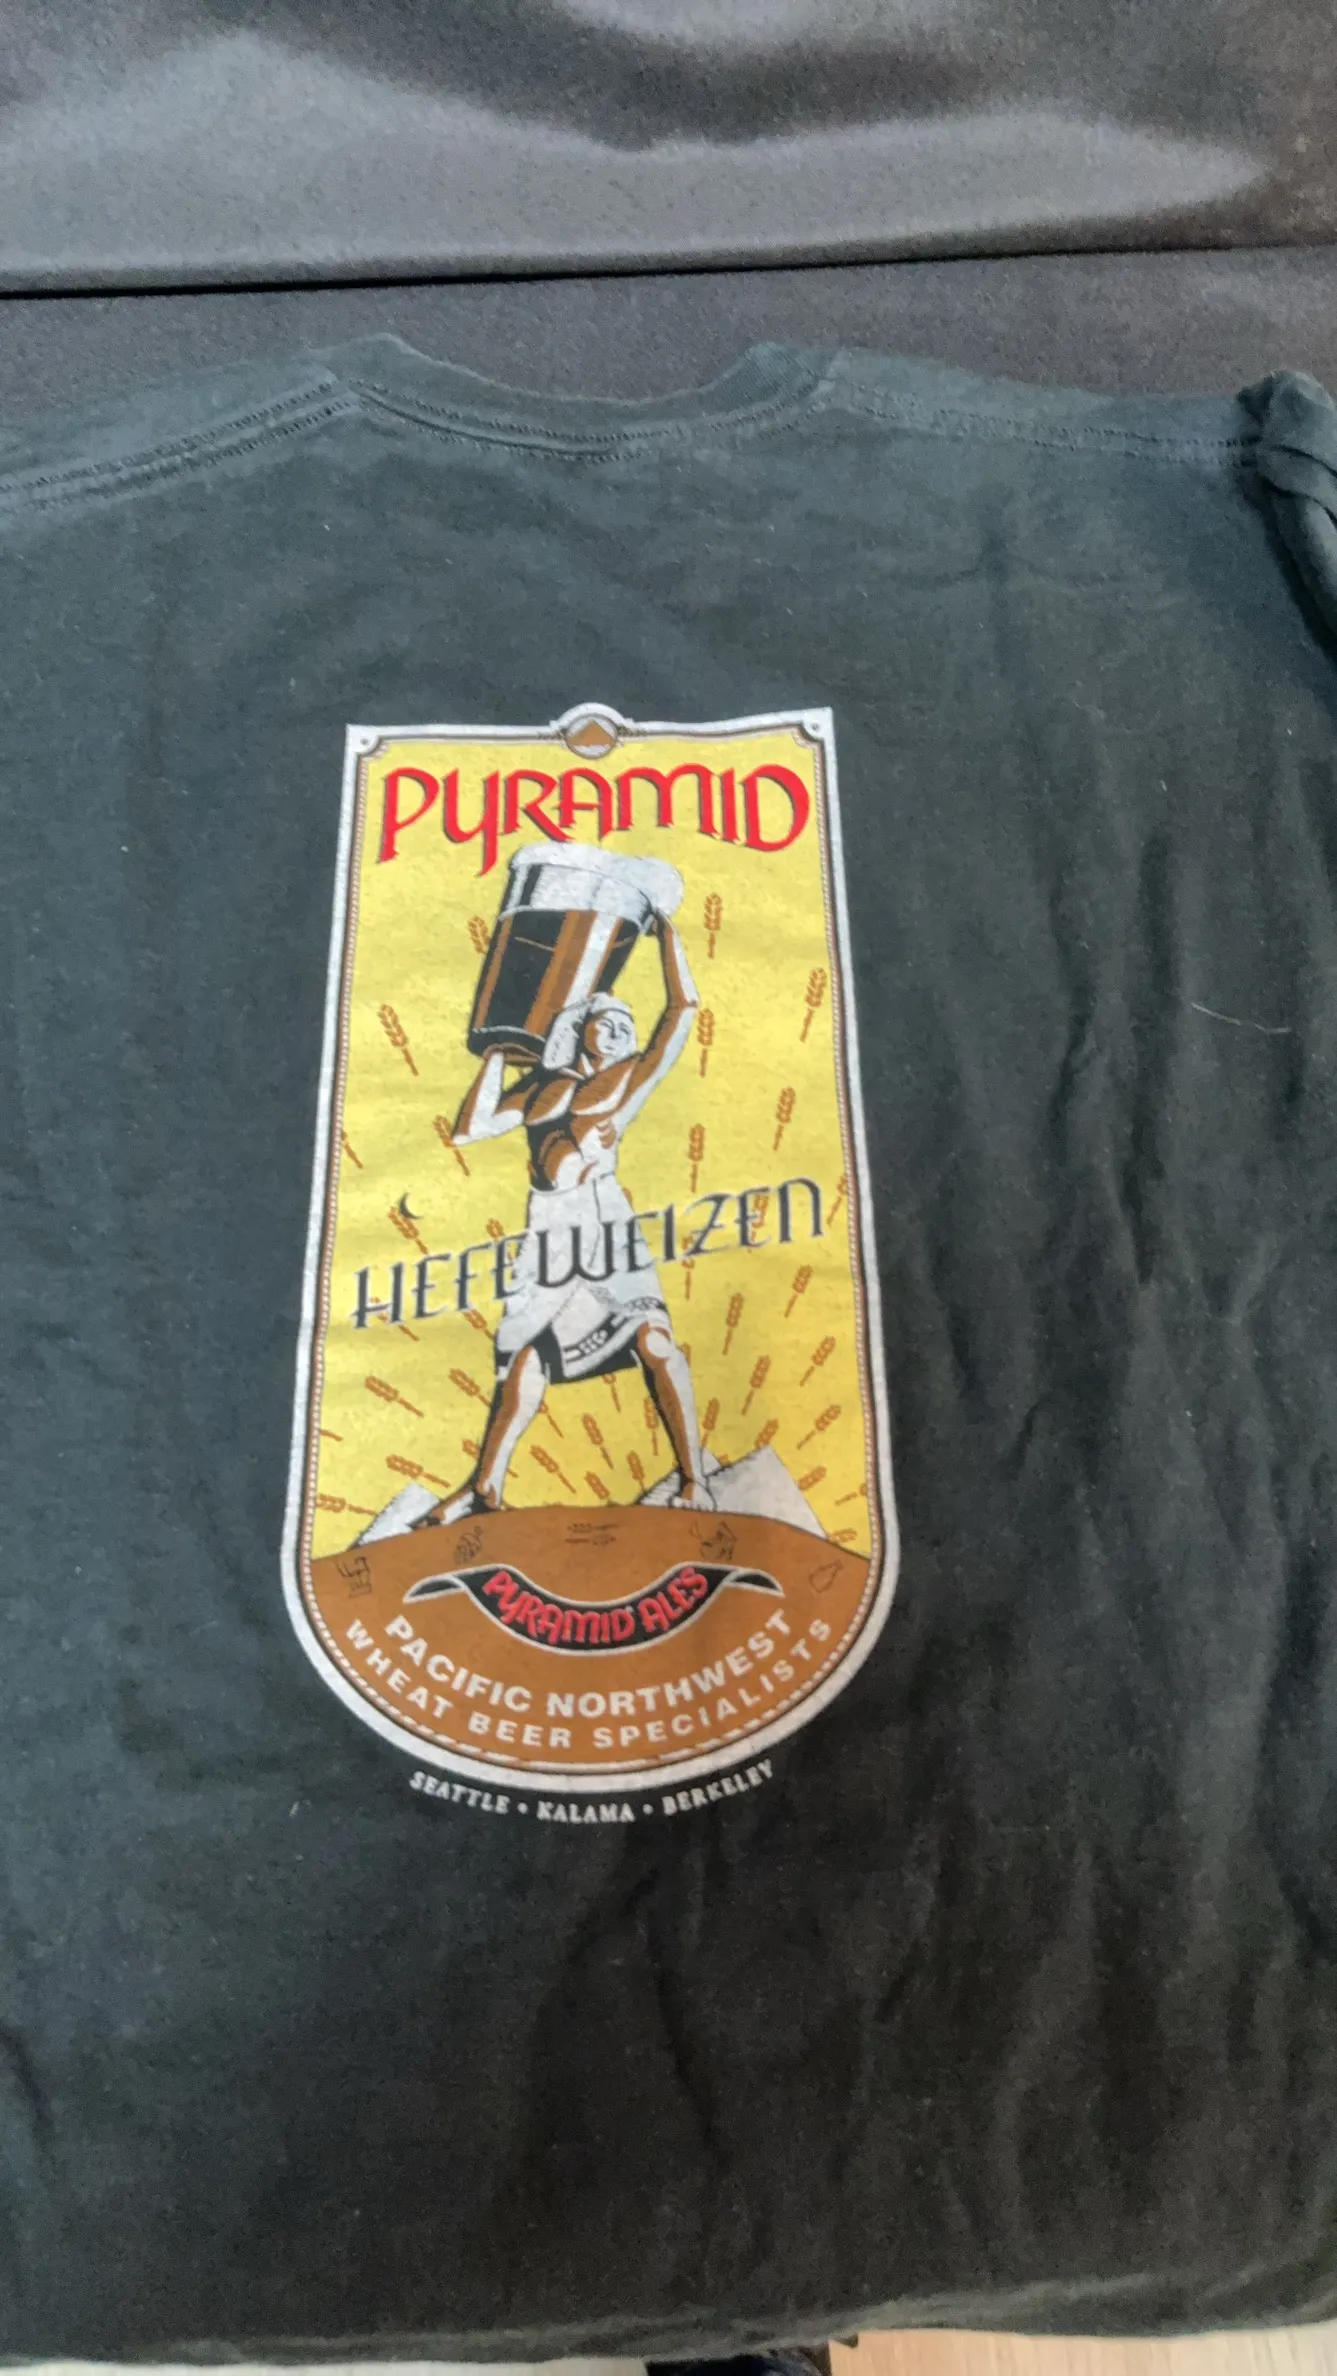 PYRAMID
HEFEWEIZEN
PYRAMID ALES
PACIFIC NORTHWEST
WHEAT BEER SPECIALISTS
SEATTLE • KALAMA • BERKELEY